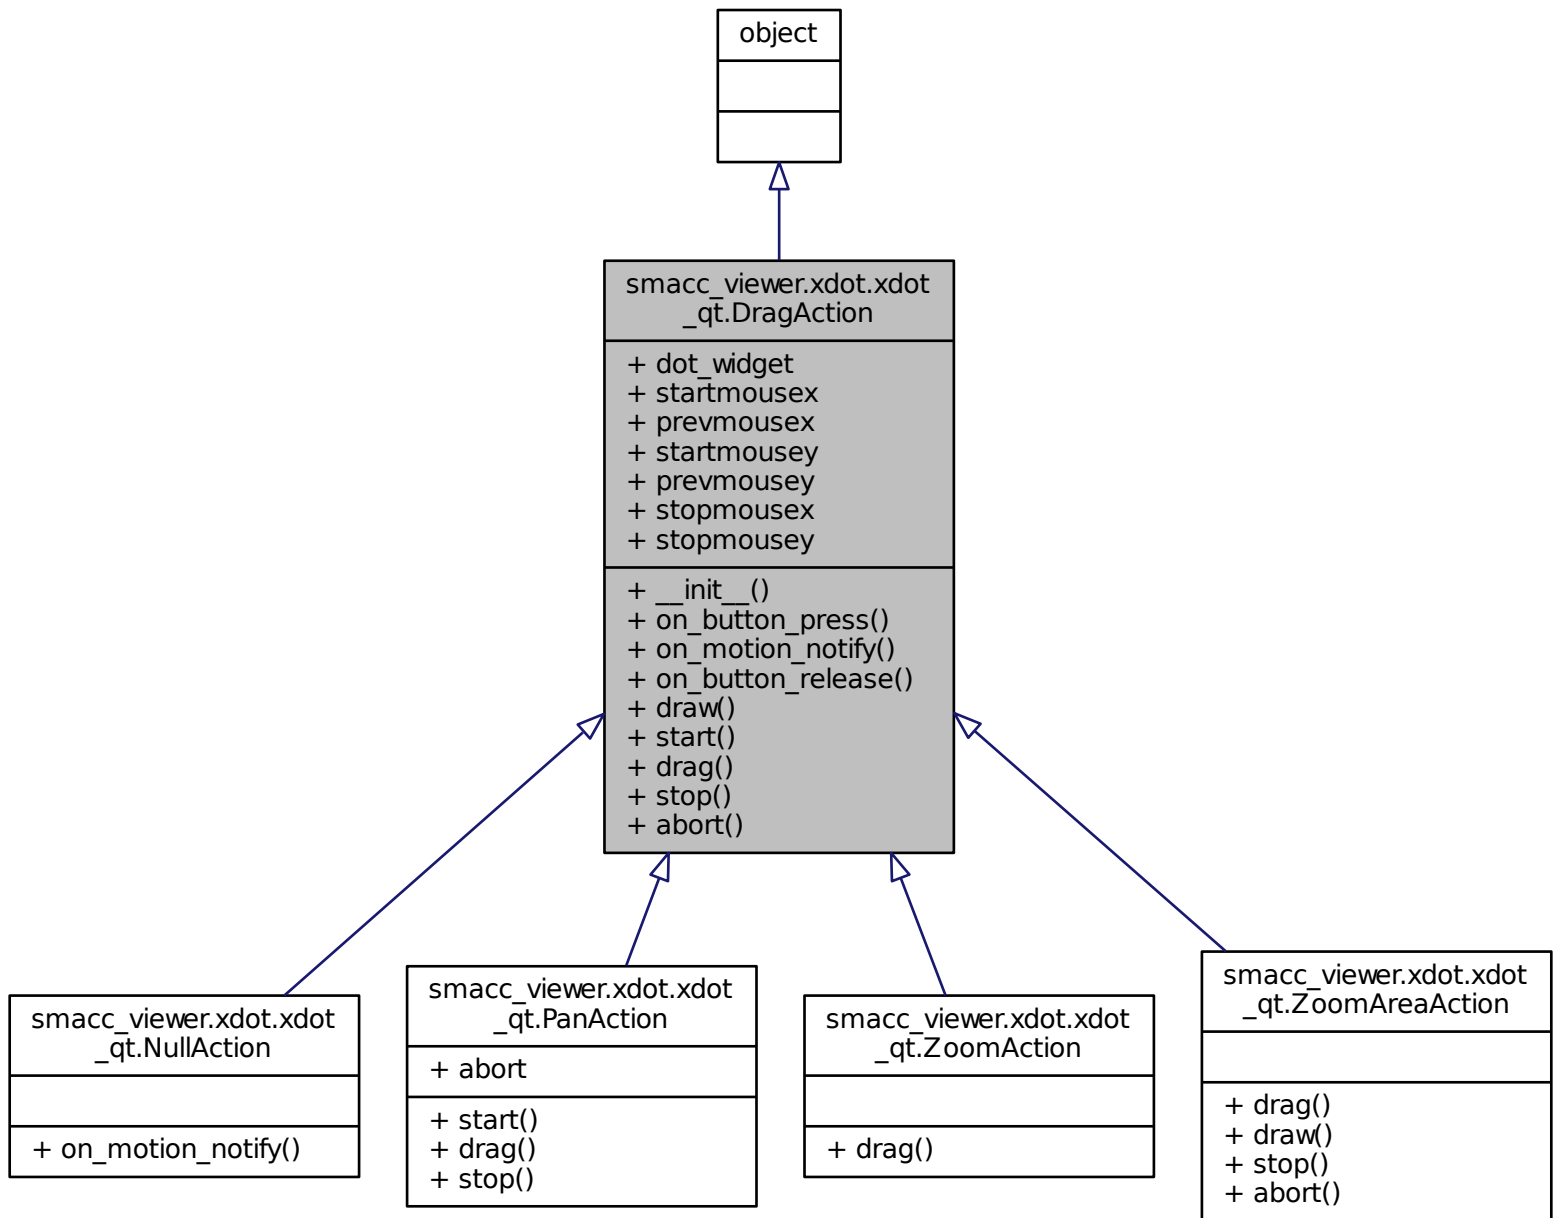 object
smacc_viewer.xdot.xdot
_qt.DragAction
+ dot_widget
+ startmousex
+ prevmousex
+ startmousey
+ prevmousey
+ stopmousex
+ stopmousey
+ __init__()
+ on_button_press()
+ on_motion_notify()
+ on_button_release()
+ draw()
+ start()
+ drag()
+ stop()
+ abort()
smacc_viewer.xdot.xdot
_qt.NullAction
+ on_motion_notify()
smacc_viewer.xdot.xdot
_qt.PanAction
+ abort
+ start()
+ drag()
+ stop()
smacc_viewer.xdot.xdot
_qt.ZoomAction
+ drag()
smacc_viewer.xdot.xdot
_qt.ZoomAreaAction
+ drag()
+ draw()
+ stop()
+ abort()